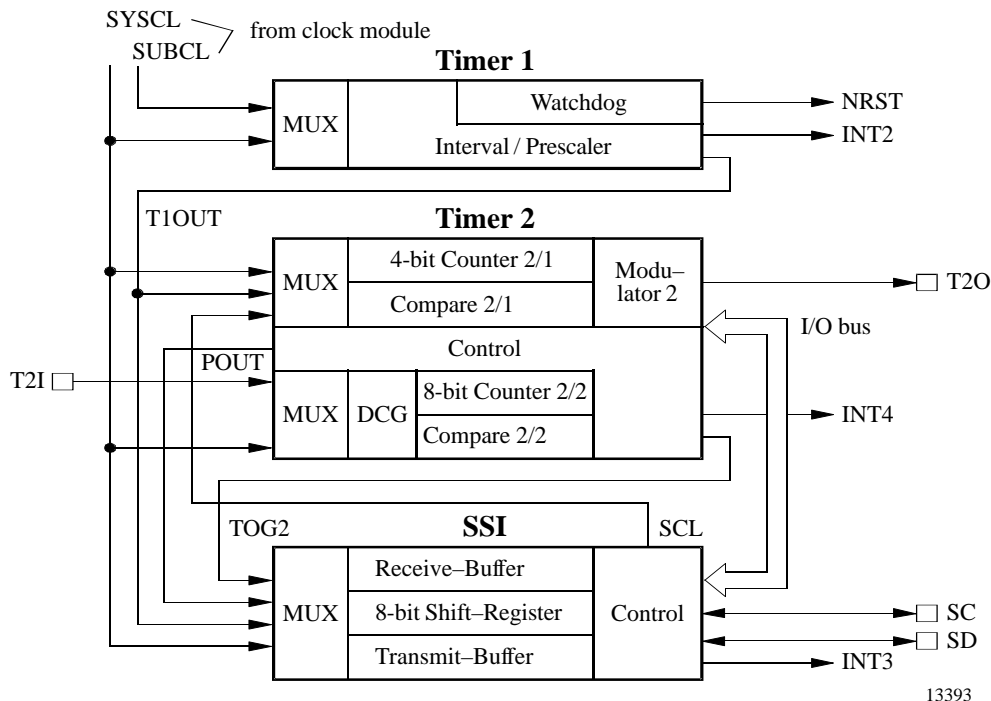 SYSCL
from clock module
SUBCL
Timer 1
MUX
Watchdog
NRST
Interval / Prescaler
INT2
T1OUT
Timer 2
MUX
4-bit Counter 2/1
Compare 2/1
Modu–
lator 2
T2O
I/O bus
POUT
Control
T2I
MUX
DCG
8-bit Counter 2/2
Compare 2/2
INT4
TOG2
SSI
SCL
MUX
Receive–Buffer
8-bit Shift–Register
Transmit–Buffer
Control
SC
SD
INT3
13393